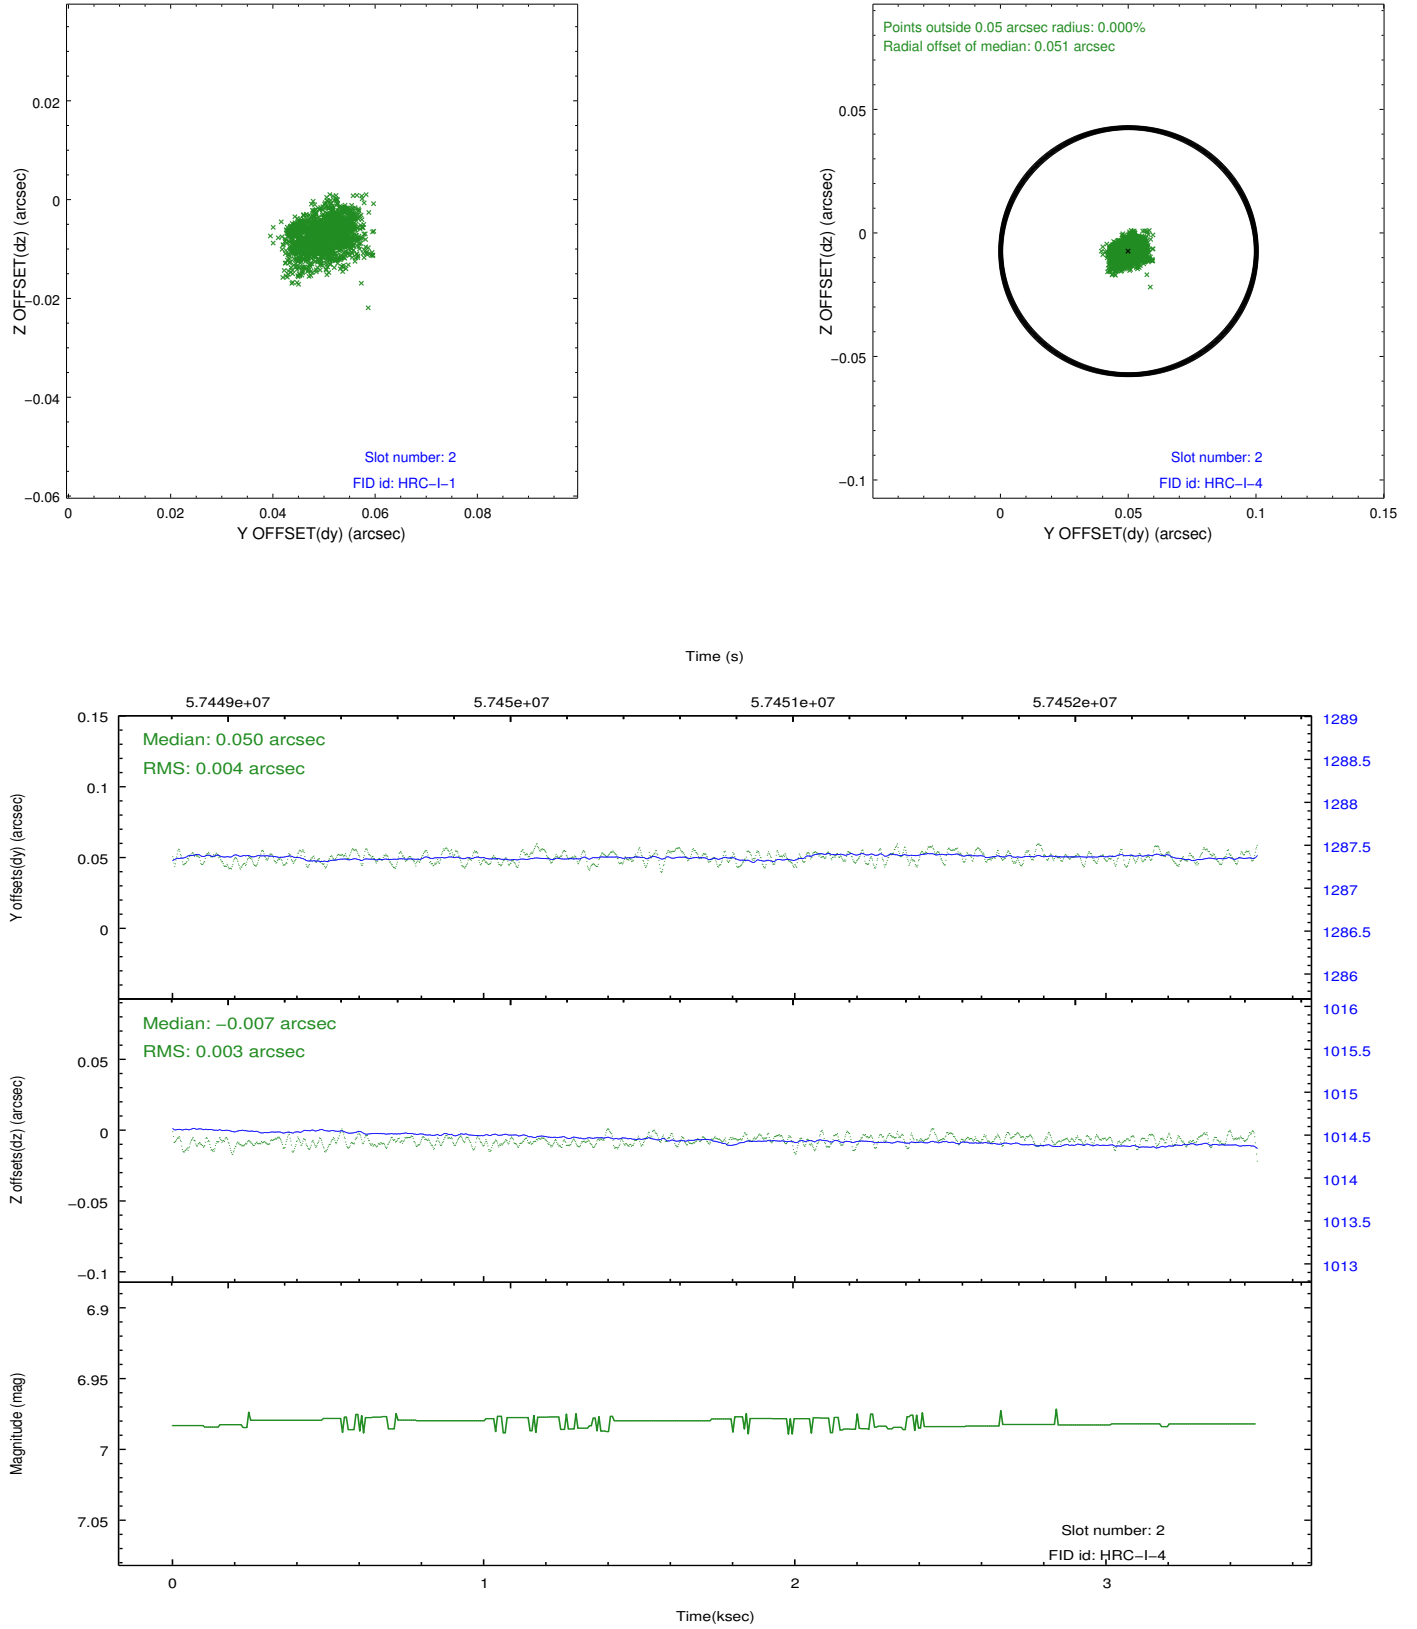 0.02
0
−0.02
−0.04
−0.06
Z OFFSET(dz) (arcsec)
Slot number: 2
FID id: HRC−I−1
0 0.02 0.04 0.06 0.08
Y OFFSET(dy) (arcsec)
Points outside 0.05 arcsec radius: 0.000%
Radial offset of median: 0.051 arcsec
0.05
0
−0.05
−0.1
Z OFFSET(dz) (arcsec)
Slot number: 2
FID id: HRC−I−4
0 0.05 0.1 0.15
Y OFFSET(dy) (arcsec)
Time (s)
5.7449e+07 5.745e+07 5.7451e+07 5.7452e+07
Median: 0.050 arcsec
RMS: 0.004 arcsec
0.15
0.1
0.05
0
Y offsets(dy) (arcsec)
1289
1288.5
1288
1287.5
1287
1286.5
1286
Median: −0.007 arcsec
RMS: 0.003 arcsec
0.05
0
−0.05
−0.1
Z offsets(dz) (arcsec)
1016
1015.5
1015
1014.5
1014
1013.5
1013
6.9
6.95
7
7.05
Magnitude (mag)
Slot number: 2
FID id: HRC−I−4
0 1 2 3
Time(ksec)